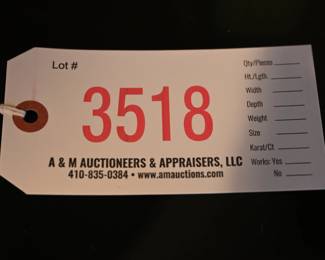 Lot #
3518
A & M AUCTIONEERS & APPRAISERS, LLC
410-835-0384 • www.amauctions.com
Qty/Pieces
Ht./Lgth.
Width
Depth
Weight
Size
Karat/Ct
Works: Yes
No